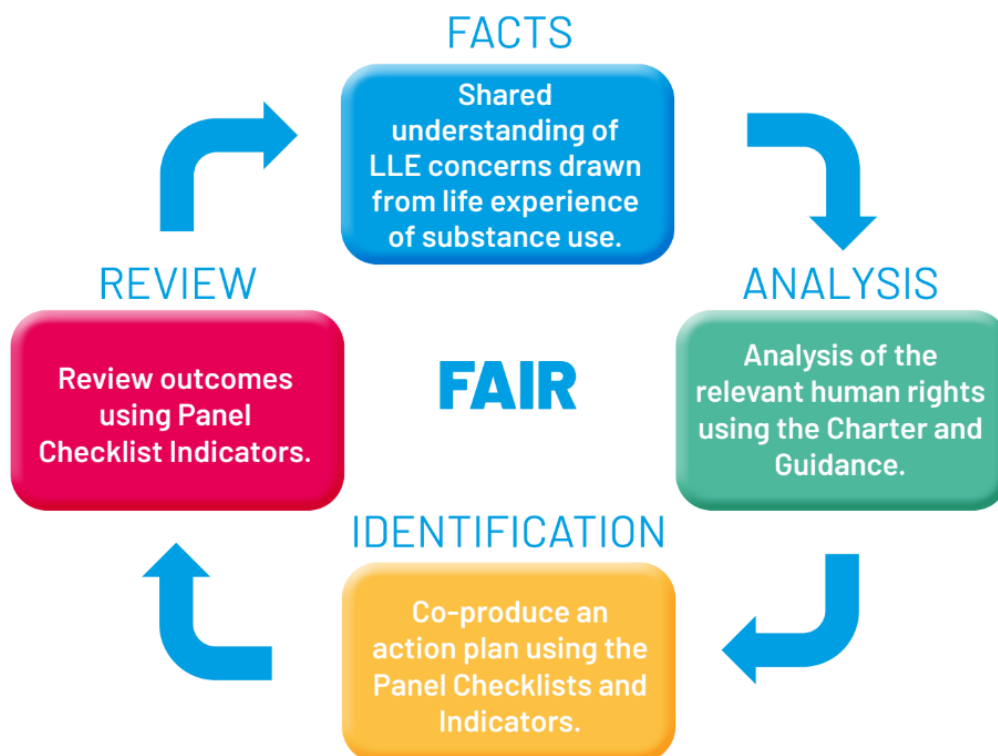 FACTS
Shared
understanding of
LLE concerns drawn
from life experience
of substance use.
REVIEW
Review outcomes
using Panel
Checklist Indicators.
FAIR
ANALYSIS
Analysis of the
relevant human rights
using the Charter and
Guidance.
IDENTIFICATION
Co-produce an
action plan using the
Panel Checklists and
Indicators.